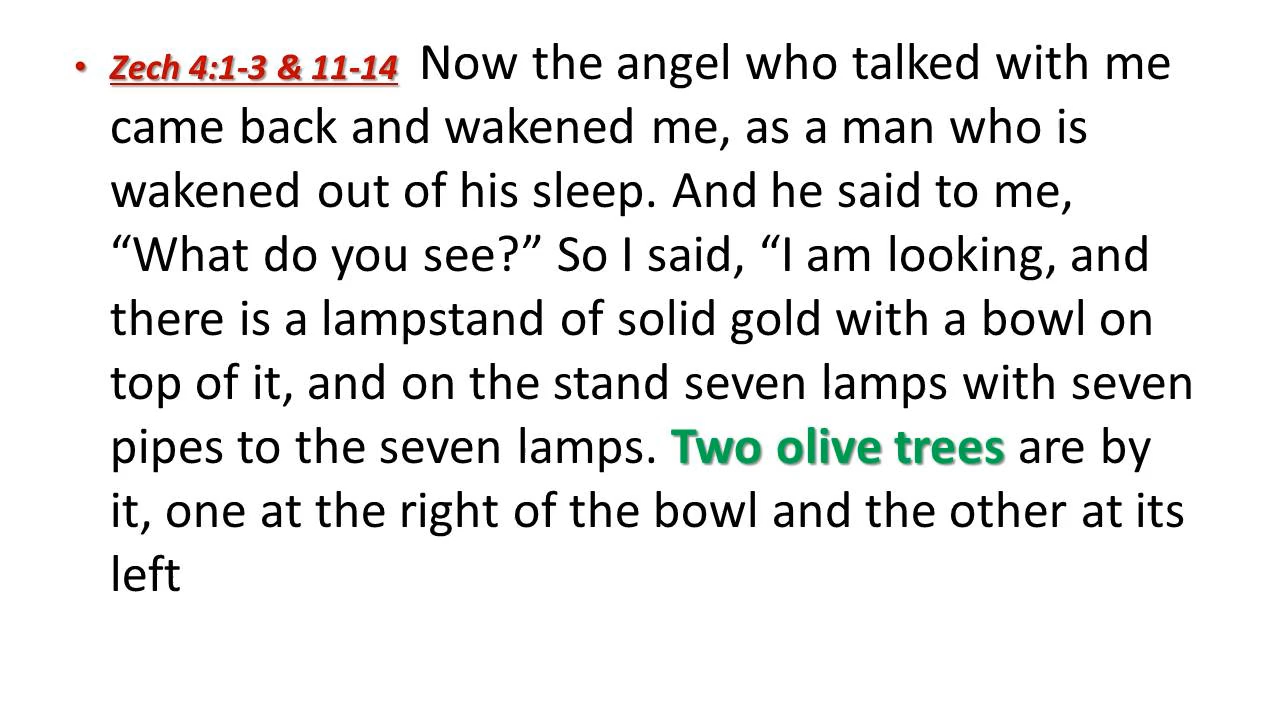 • Zech 4:1-3 & 11-14 Now the angel who talked with me
came back and wakened me, as a man who is
wakened out of his sleep. And he said to me,
“What do you see?” So I said, “I am looking, and
there is a lampstand of solid gold with a bowl on
top of it, and on the stand seven lamps with seven
pipes to the seven lamps. Two olive trees are by
it, one at the right of the bowl and the other at its
left